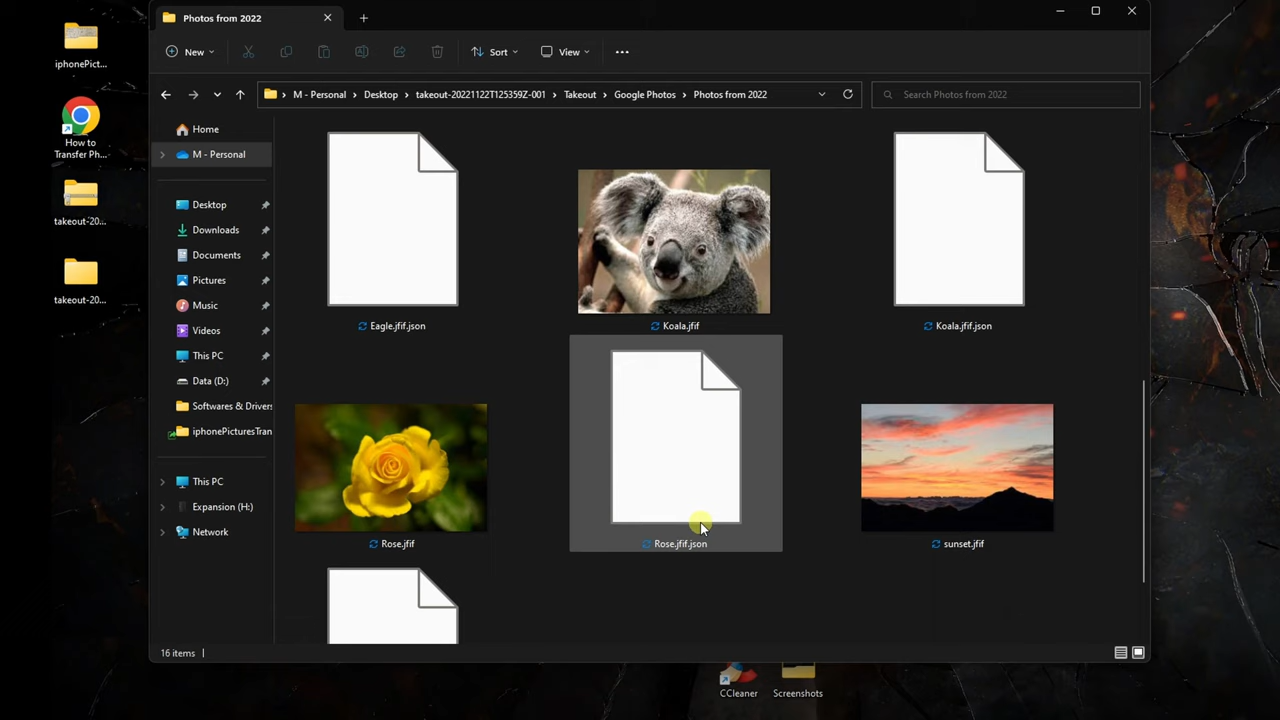 iphonePict...
How to
Transfer Ph...
takeout-20...
takeout-20...
Photos from 2022
New
Sort
View
M - Personal
Desktop
takeout-20221122T125359Z-001
Takeout
Google Photos
Photos from 2022
Search Photos from 2022
Home
M - Personal
Desktop
Downloads
Documents
Pictures
Music
Videos
This PC
Data (D:)
Softwares & Drivers
iphonePicturesTran
This PC
Expansion (H:)
Network
Eagle.jfif.json
Koala.jfif
Koala.jfif.json
Rose.jfif
Rose.jfif.json
sunset.jfif
16 items
CCleaner
Screenshots